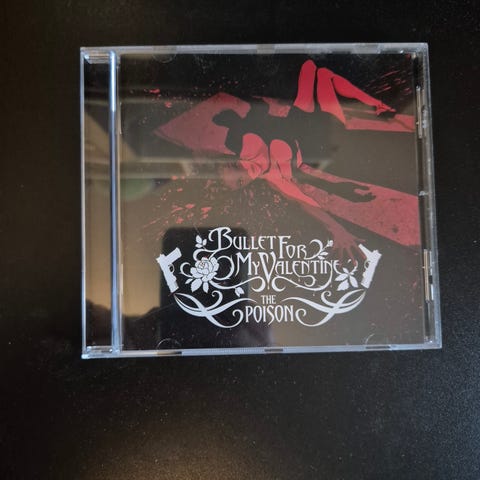 Bullet For
My Valentine
The
Poison